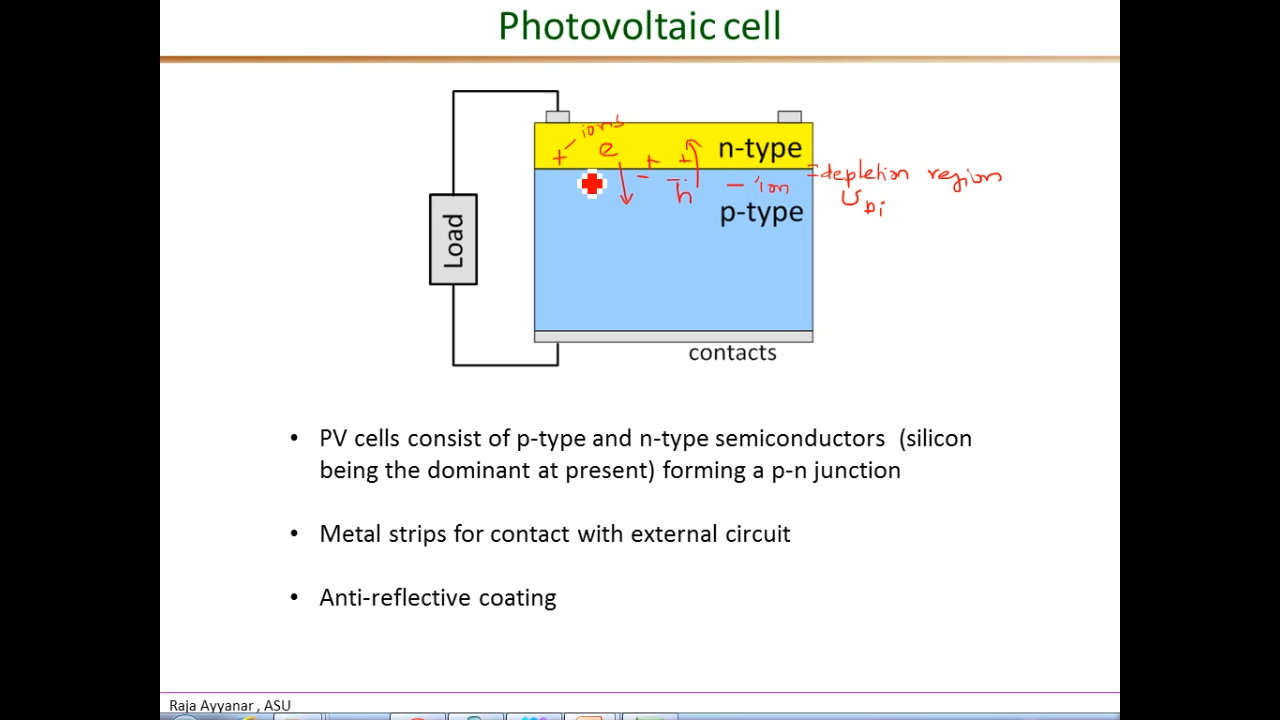 Photovoltaic cell
ions
+ e + + n-type
- - - 'ion depletion region
h p-type υbi
Load
contacts
• PV cells consist of p-type and n-type semiconductors (silicon
being the dominant at present) forming a p-n junction
• Metal strips for contact with external circuit
• Anti-reflective coating
Raja Ayyanar , ASU